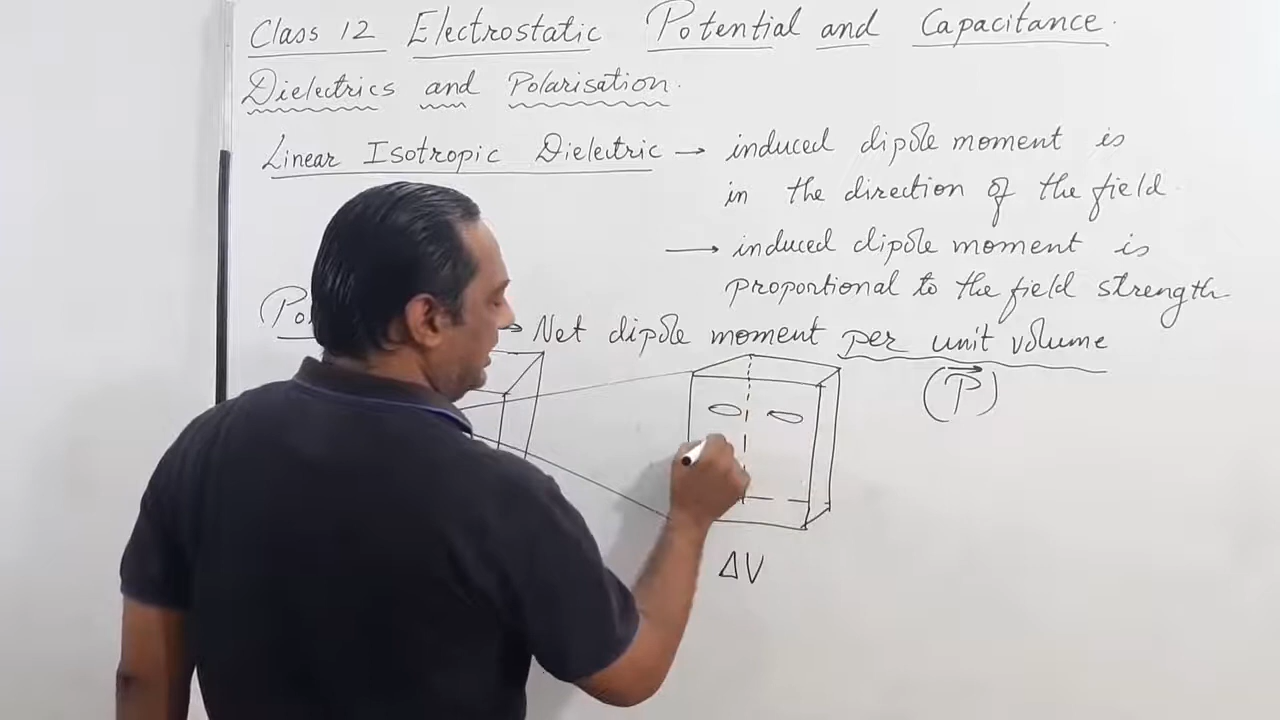 Class 12 Electrostatic Potential and Capacitance.
Dielectrics and Polarisation.
Linear Isotropic Dielectric → induced dipole moment is
in the direction of the field.
→ induced dipole moment is
proportional to the field strength
→ Net dipole moment per unit volume
(P⃗)
ΔV